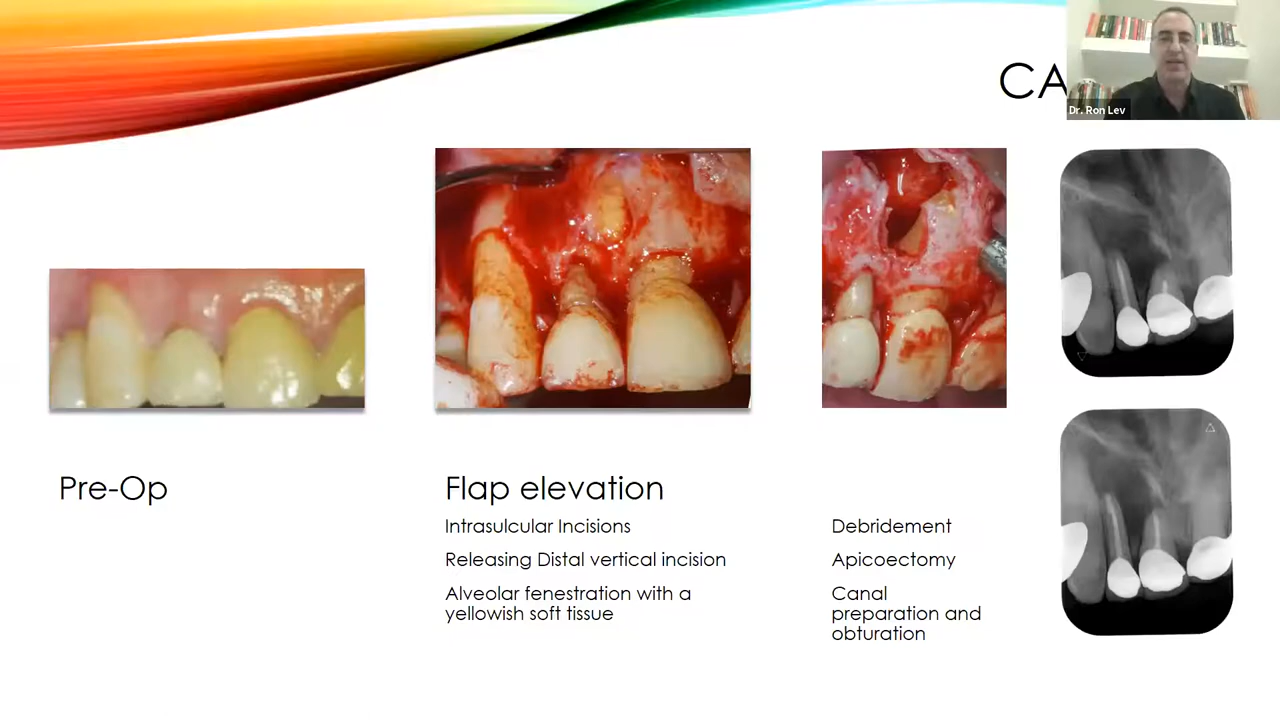 CA
Dr. Ron Lev
Pre-Op
Flap elevation
Intrasulcular Incisions
Releasing Distal vertical incision
Alveolar fenestration with a
yellowish soft tissue
Debridement
Apicoectomy
Canal
preparation and
obturation